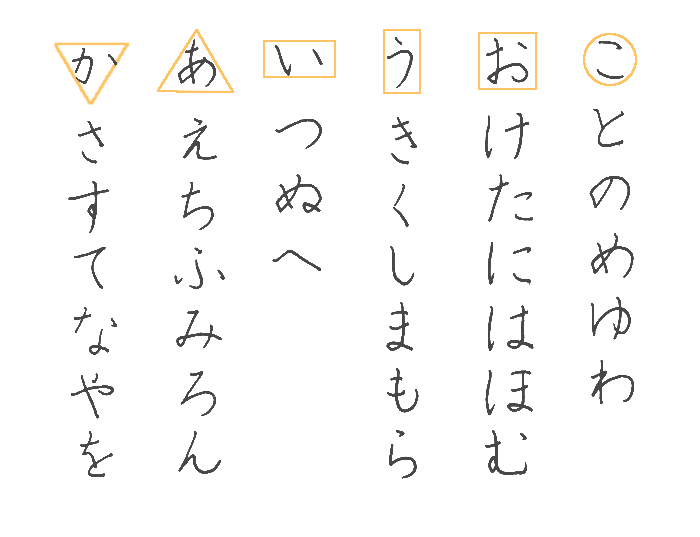 ことのめゆわ
おけたにはほむ
うきくしまもら
いつぬへ
あえちふみろん
かさすてなやを